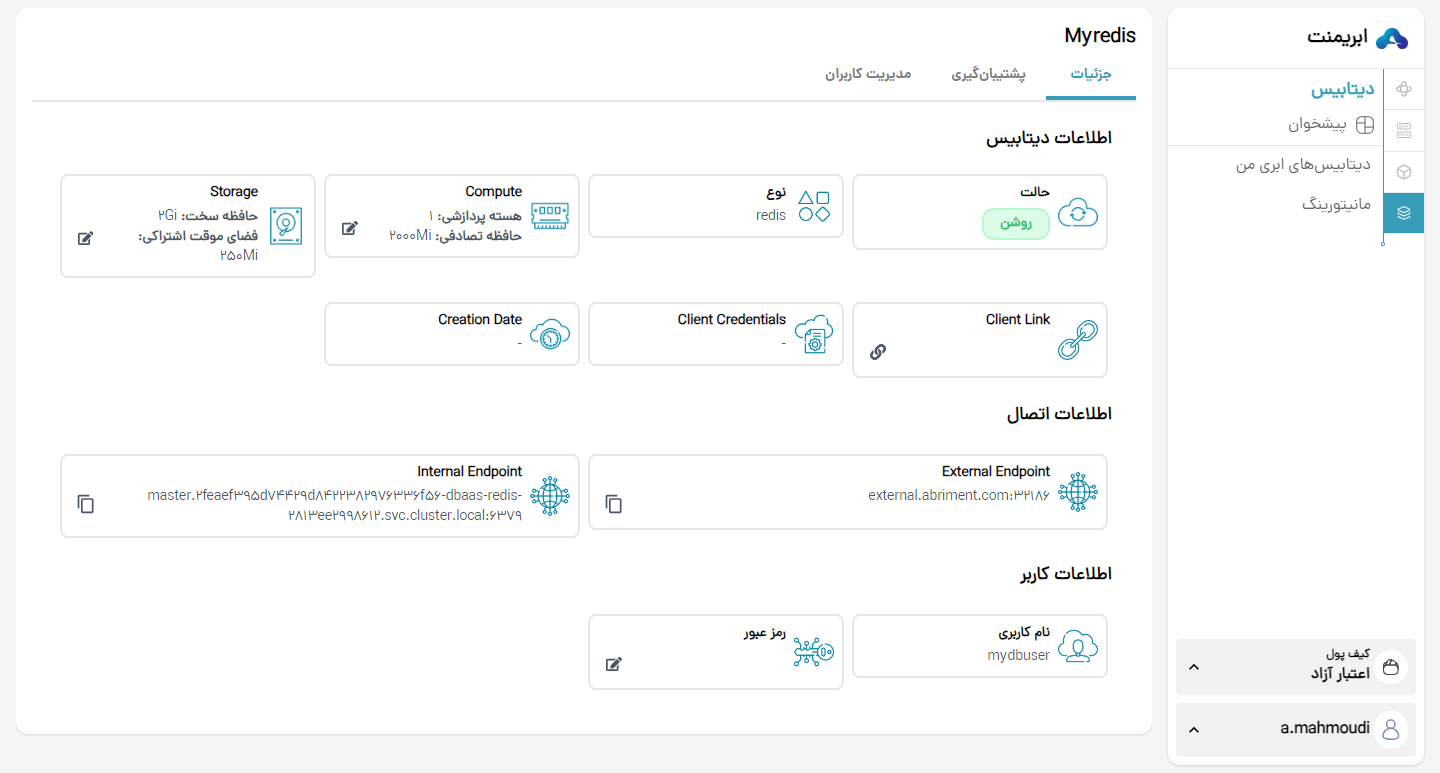 ابریمنت
دیتابیس
پیشخوان
دیتابیس‌های ابری من
مانیتورینگ
کیف پول
اعتبار آزاد
a.mahmoudi
Myredis
جزئیات
پشتیبان‌گیری
مدیریت کاربران
اطلاعات دیتابیس
حالت
روشن
نوع
redis
Compute
هسته پردازشی: ۱
حافظه تصادفی: ۲۰۰۰Mi
Storage
حافظه سخت: ۲Gi
فضای موقت اشتراکی:
۲۵۰Mi
Client Link
Client Credentials
-
Creation Date
-
اطلاعات اتصال
External Endpoint
external.abriment.com:۳۲۱۸۶
Internal Endpoint
master.۲feaef۳۹۵d۷۴۴۲۹d۸۴۲۲۳۸۲۹۷۶۳۳۶f۵۶-dbaas-redis-
۲۸۱۳ee۲۹۹۸۶۱۲.svc.cluster.local:۶۳۷۹
اطلاعات کاربر
نام کاربری
mydbuser
رمز عبور